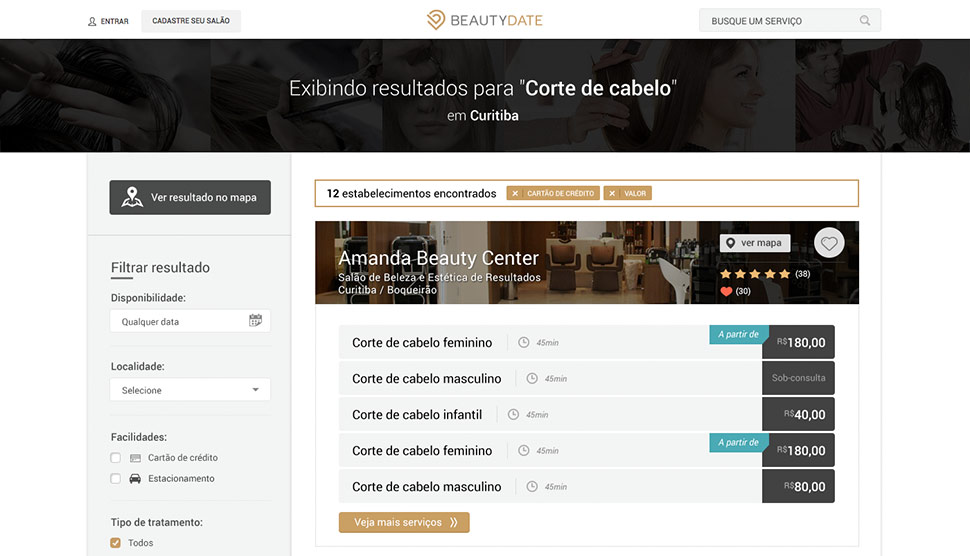 ENTRAR
CADASTRE SEU SALÃO
BEAUTYDATE
BUSQUE UM SERVIÇO
Exibindo resultados para "Corte de cabelo"
em Curitiba
Ver resultado no mapa
Filtrar resultado
Disponibilidade:
Qualquer data
Localidade:
Selecione
Facilidades:
Cartão de crédito
Estacionamento
Tipo de tratamento:
Todos
12 estabelecimentos encontrados
CARTÃO DE CRÉDITO
VALOR
Amanda Beauty Center
Salão de Beleza e Estética de Resultados
Curitiba / Boqueirão
ver mapa
(38)
(30)
Corte de cabelo feminino 45min A partir de R$180,00
Corte de cabelo masculino 45min Sob-consulta
Corte de cabelo infantil 45min R$40,00
Corte de cabelo feminino 45min A partir de R$180,00
Corte de cabelo masculino 45min R$80,00
Veja mais serviços